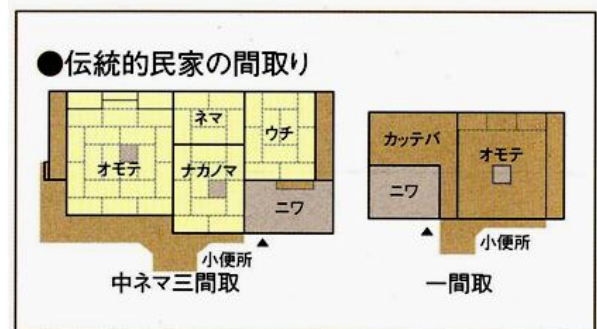 ●伝統的民家の間取り
ネマ
ウチ
オモテ
ナカノマ
ニワ
小便所
中ネマ三間取
カッテバ
オモテ
ニワ
小便所
一間取